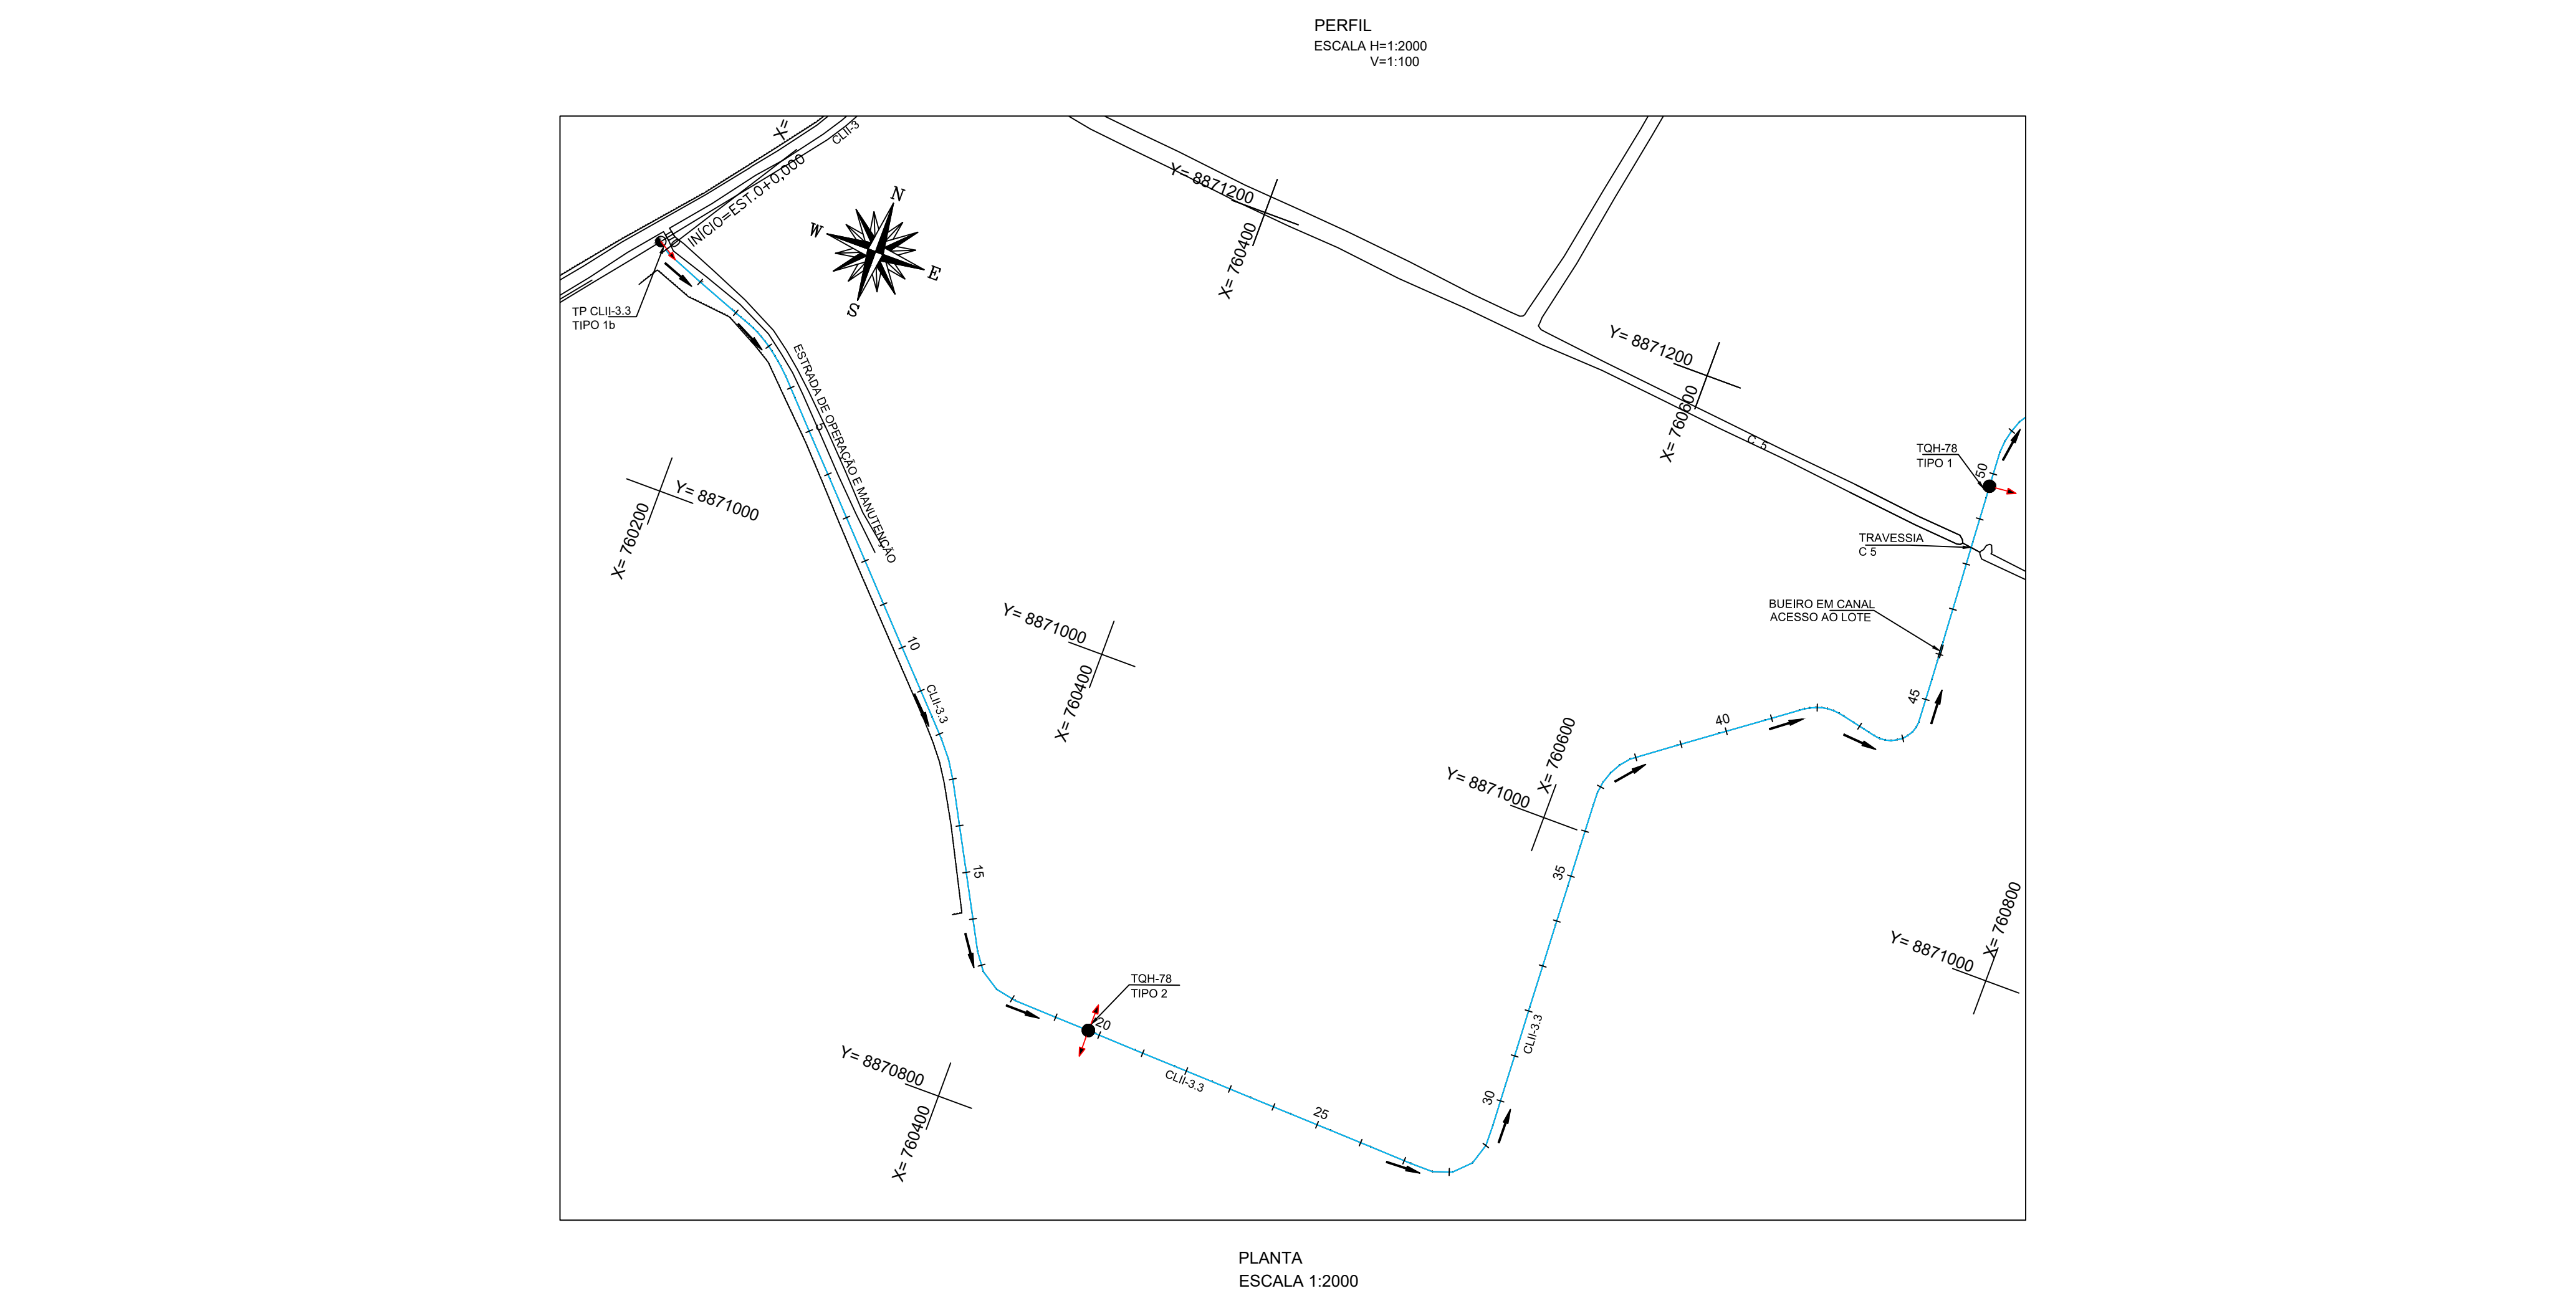 PERFIL
ESCALA H=1:2000
V=1:100
X=
CLII-3
INÍCIO=EST.0+0,000
N
W
E
S
TP CLII-3.3
TIPO 1b
ESTRADA DE OPERAÇÃO E MANUTENÇÃO
5
Y= 8871200
X= 760400
Y= 8871200
X= 760600
C 5
TQH-78
TIPO 1
50
TRAVESSIA
C 5
BUEIRO EM CANAL
ACESSO AO LOTE
Y= 8871000
X= 760200
Y= 8871000
X= 760400
10
CLII-3.3
45
40
X= 760600
Y= 8871000
15
35
X= 760800
Y= 8871000
TQH-78
TIPO 2
20
CLII-3.3
CLII-3.3
Y= 8870800
X= 760400
25
30
PLANTA
ESCALA 1:2000